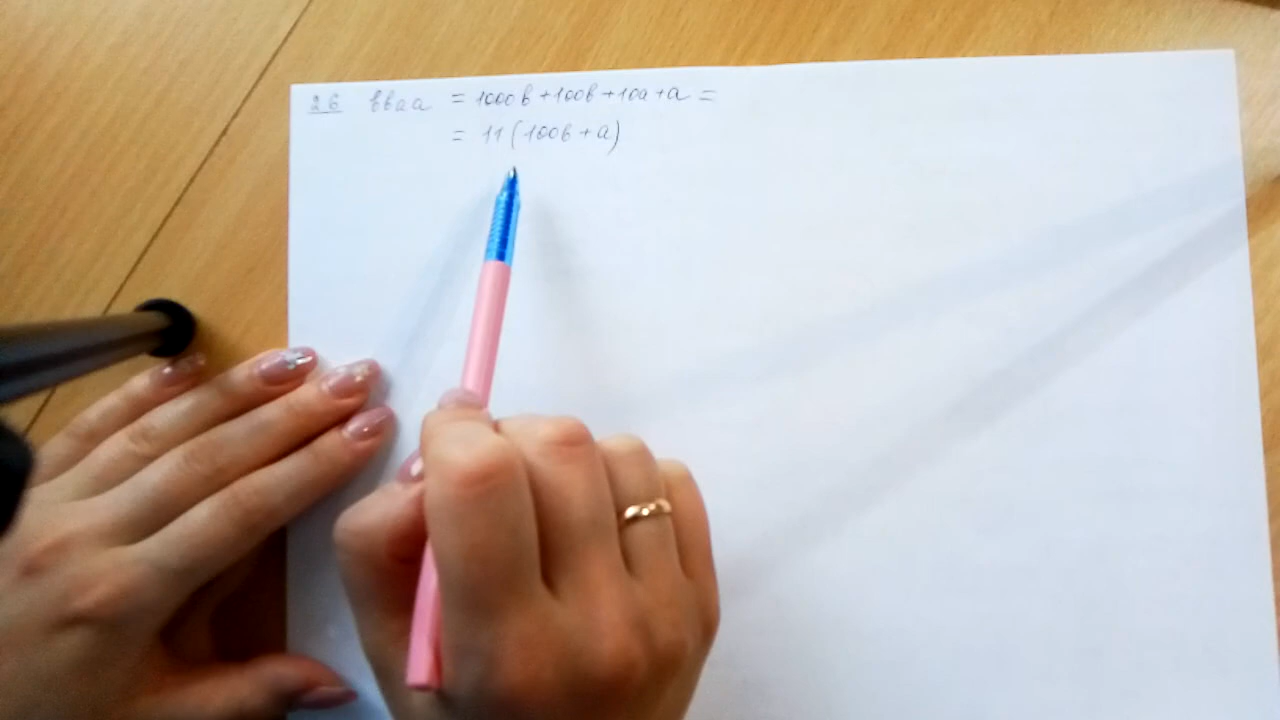 26 bbaa = 1000b + 100b + 10a + a =
= 11 (100b + a)